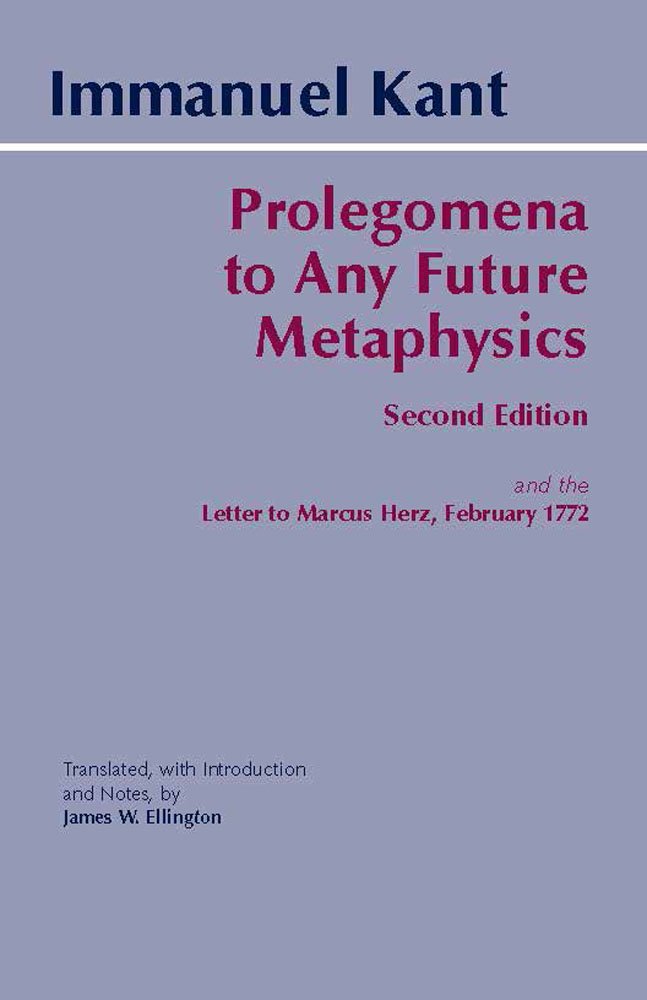 Immanuel Kant
Prolegomena
to Any Future
Metaphysics
Second Edition
and the
Letter to Marcus Herz, February 1772
Translated, with Introduction
and Notes, by
James W. Ellington